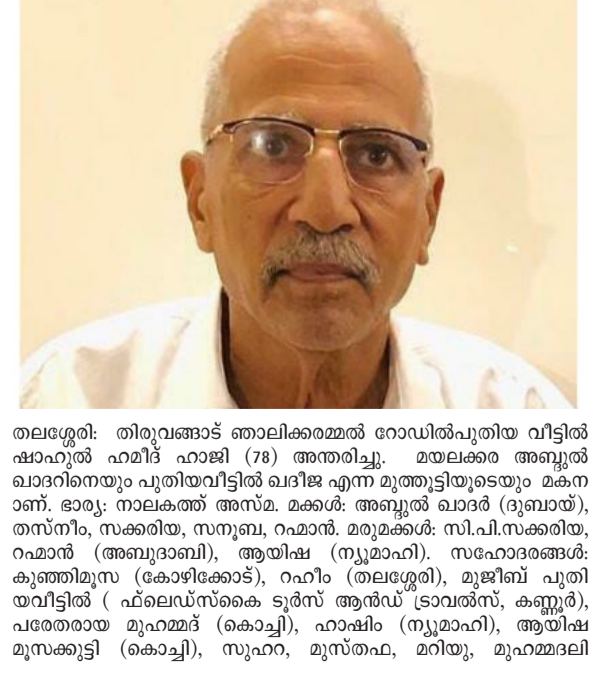 തലശ്ശേരി: തിരുവങ്ങാട് ഞാലിക്കരമ്മൽ റോഡിൽപുതിയ വീട്ടിൽ
ഷാഹുൽ ഹമീദ് ഹാജി (78) അന്തരിച്ചു. മയലക്കര അബ്ദുൽ
ഖാദറിനെയും പുതിയവീട്ടിൽ ഖദീജ എന്ന മുത്തൂട്ടിയൂടെയും മകന
ാണ്. ഭാര്യ: നാലകത്ത് അസ്മ. മക്കൾ: അബ്ദുൽ ഖാദർ (ദുബായ്),
തസ്നീം, സക്കരിയ, സനൂബ, റഹ്മാൻ. മരുമക്കൾ: സി.പി.സക്കരിയ,
റഹ്മാൻ (അബുദാബി), ആയിഷ (ന്യൂമാഹി). സഹോദരങ്ങൾ:
കുഞ്ഞിമൂസ (കോഴിക്കോട്), റഹീം (തലശ്ശേരി), മുജീബ് പുതി
യവീട്ടിൽ ( ഫ്ലെഡ്സ്കൈ ടൂർസ് ആൻഡ് ട്രാവൽസ്, കണ്ണൂർ),
പരേതരായ മുഹമ്മദ് (കൊച്ചി), ഹാഷിം (ന്യൂമാഹി), ആയിഷ
മൂസക്കുട്ടി (കൊച്ചി), സുഹറ, മുസ്തഫ, മറിയു, മുഹമ്മദലി